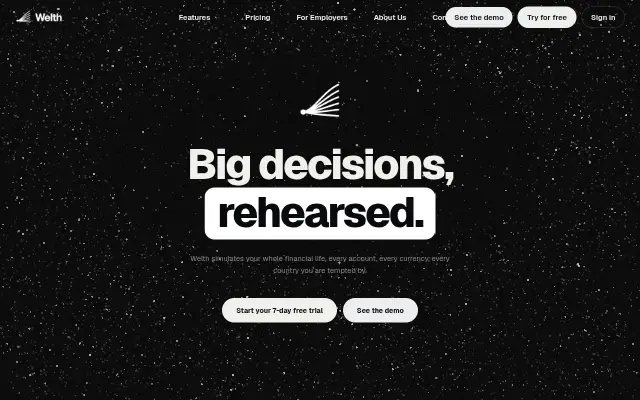 Welth
Features
Pricing
For Employers
About Us
Con
See the demo
Try for free
Sign in
Big decisions,
rehearsed.
Welth simulates your whole financial life, every account, every currency, every
country you are tempted by.
Start your 7-day free trial
See the demo